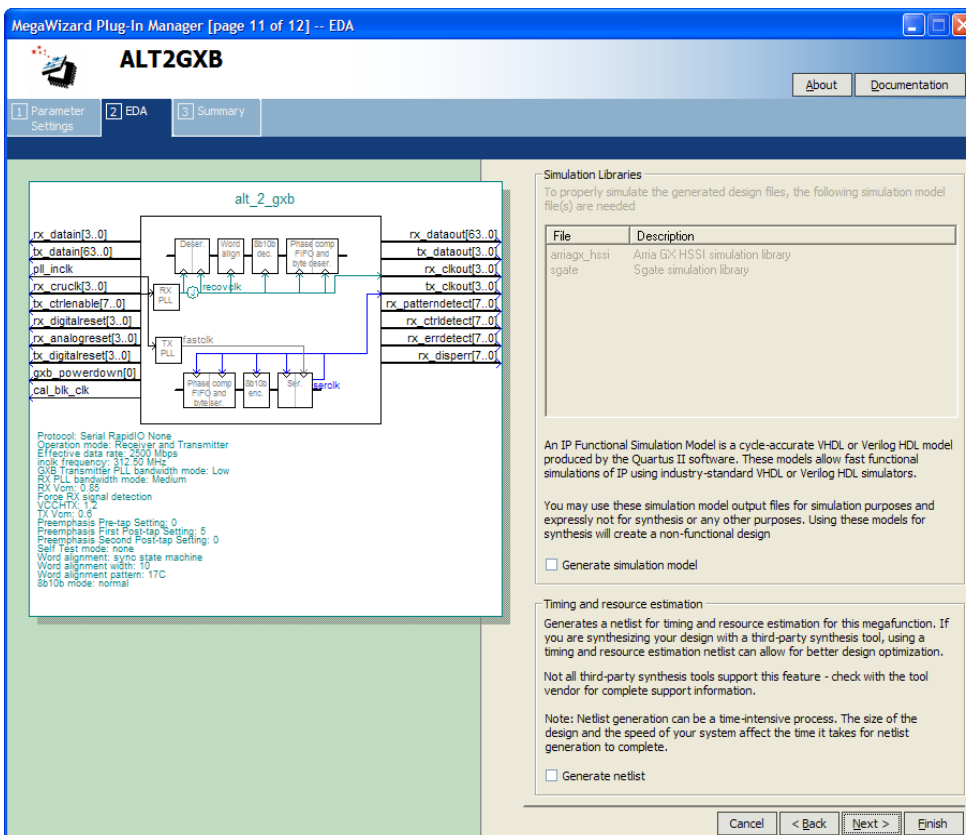 MegaWizard Plug-In Manager [page 11 of 12] -- EDA
ALT2GXB
About
Documentation
1 Parameter
Settings
2 EDA
3 Summary
alt_2_gxb
rx_datain[3..0]
tx_datain[63..0]
pll_inclk
rx_cruclk[3..0]
tx_ctrlenable[7..0]
rx_digitalreset[3..0]
rx_analogreset[3..0]
tx_digitalreset[3..0]
gxb_powerdown[0]
cal_blk_clk
Deser.
Word
align
8b10b
dec.
Phase comp
FIFO and
byte deser.
recovclk
RX
PLL
TX
PLL
fastclk
Phase comp
FIFO and
byte ser.
8b10b
enc.
Ser.
serclk
rx_dataout[63..0]
tx_dataout[3..0]
rx_clkout[3..0]
tx_clkout[3..0]
rx_patterndetect[7..0]
rx_ctrldetect[7..0]
rx_errdetect[7..0]
rx_disperr[7..0]
Protocol: Serial RapidIO None
Operation mode: Receiver and Transmitter
Effective data rate: 2500 Mbps
inclk frequency: 312.50 MHz
GXB Transmitter PLL bandwidth mode: Low
RX PLL bandwidth mode: Medium
RX Vcm: 0.85
Force RX signal detection
VCCHTX: 1.2
TX Vcm: 0.6
Preemphasis Pre-tap Setting: 0
Preemphasis First Post-tap Setting: 5
Preemphasis Second Post-tap Setting: 0
Self Test mode: none
Word alignment: sync state machine
Word alignment width: 10
Word alignment pattern: 17C
8b10b mode: normal
Simulation Libraries
To properly simulate the generated design files, the following simulation model
file(s) are needed
File Description
arriagx_hssi Arria GX HSSI simulation library
sgate Sgate simulation library
An IP Functional Simulation Model is a cycle-accurate VHDL or Verilog HDL model
produced by the Quartus II software. These models allow fast functional
simulations of IP using industry-standard VHDL or Verilog HDL simulators.
You may use these simulation model output files for simulation purposes and
expressly not for synthesis or any other purposes. Using these models for
synthesis will create a non-functional design
Generate simulation model
Timing and resource estimation
Generates a netlist for timing and resource estimation for this megafunction. If
you are synthesizing your design with a third-party synthesis tool, using a
timing and resource estimation netlist can allow for better design optimization.
Not all third-party synthesis tools support this feature - check with the tool
vendor for complete support information.
Note: Netlist generation can be a time-intensive process. The size of the
design and the speed of your system affect the time it takes for netlist
generation to complete.
Generate netlist
Cancel
< Back
Next >
Finish